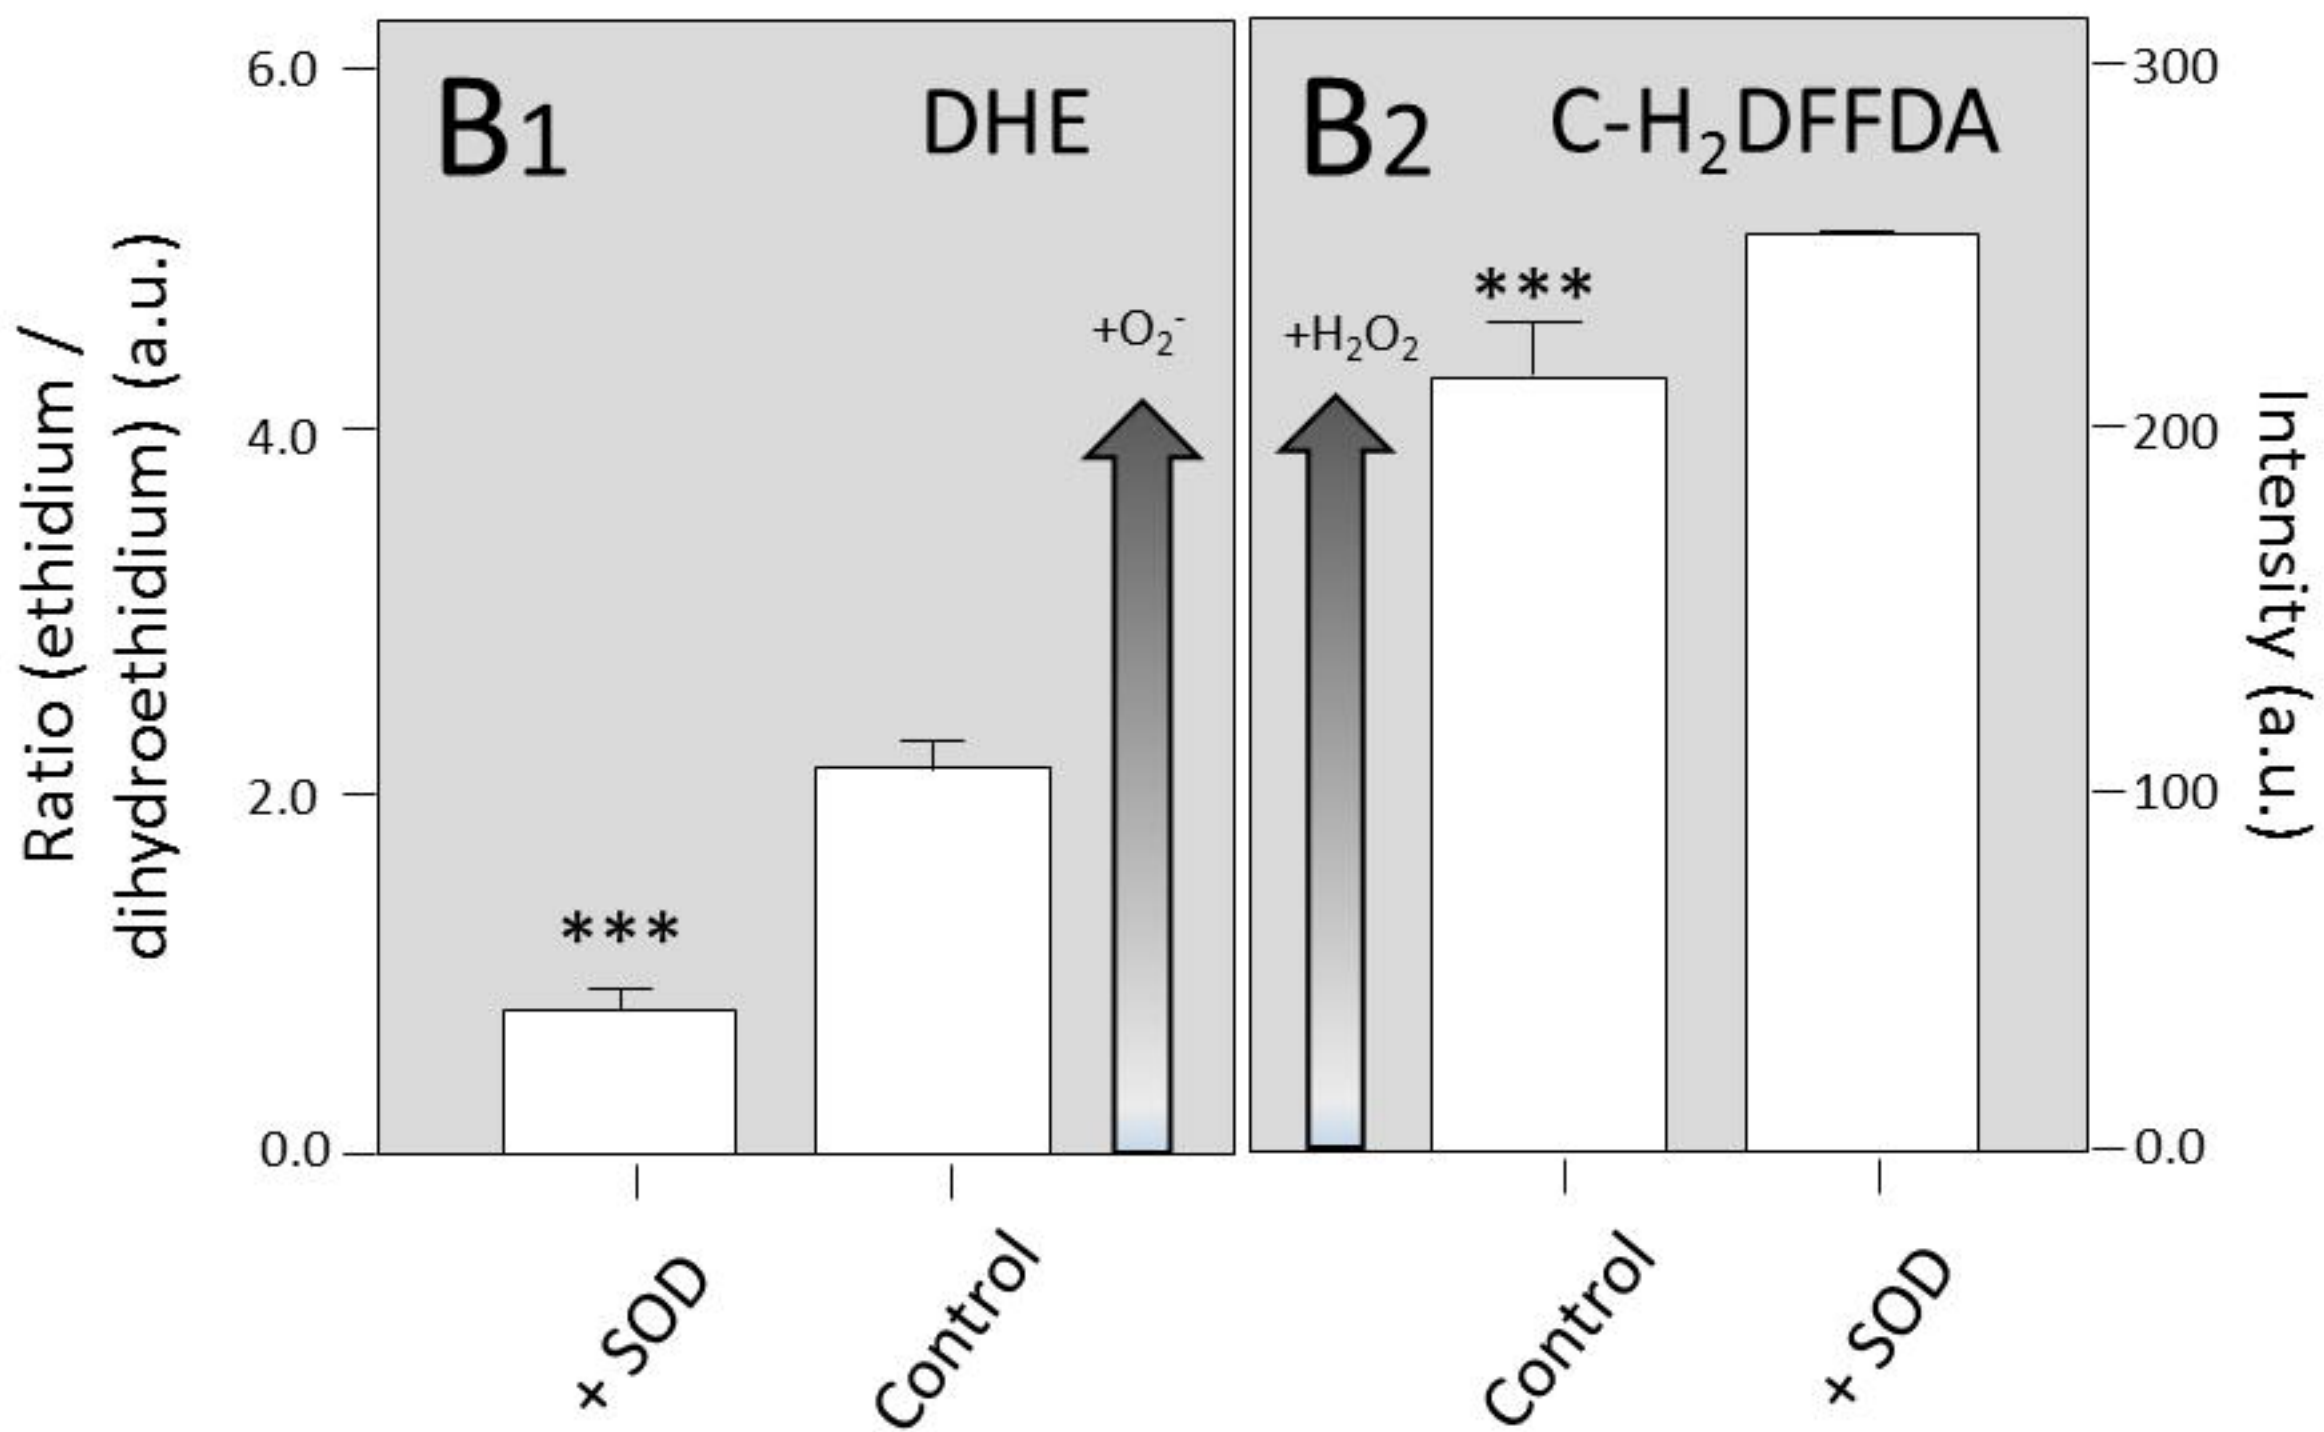 6.0
4.0
2.0
0.0
Ratio (ethidium /
dihydroethidium) (a.u.)
B1
DHE
+O₂⁻
***
B2
C-H₂DFFDA
+H₂O₂
***
300
200
100
0.0
Intensity (a.u.)
+ SOD
Control
Control
+ SOD